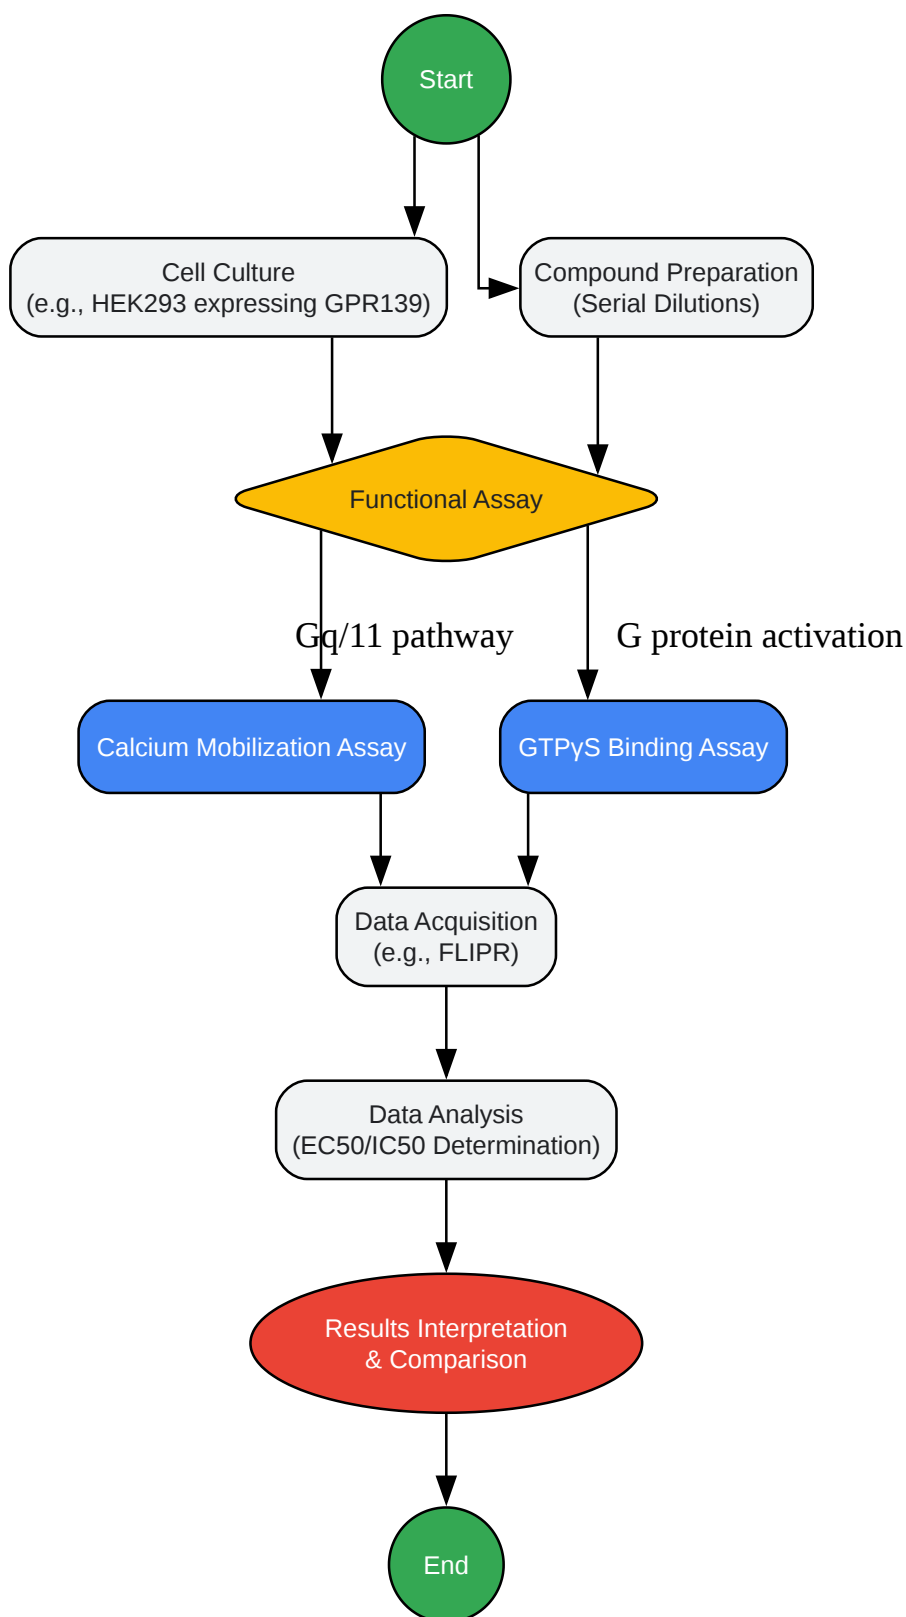 Start
Cell Culture
(e.g., HEK293 expressing GPR139)
Compound Preparation
(Serial Dilutions)
Functional Assay
Gq/11 pathway
G protein activation
Calcium Mobilization Assay
GTPγS Binding Assay
Data Acquisition
(e.g., FLIPR)
Data Analysis
(EC50/IC50 Determination)
Results Interpretation
& Comparison
End